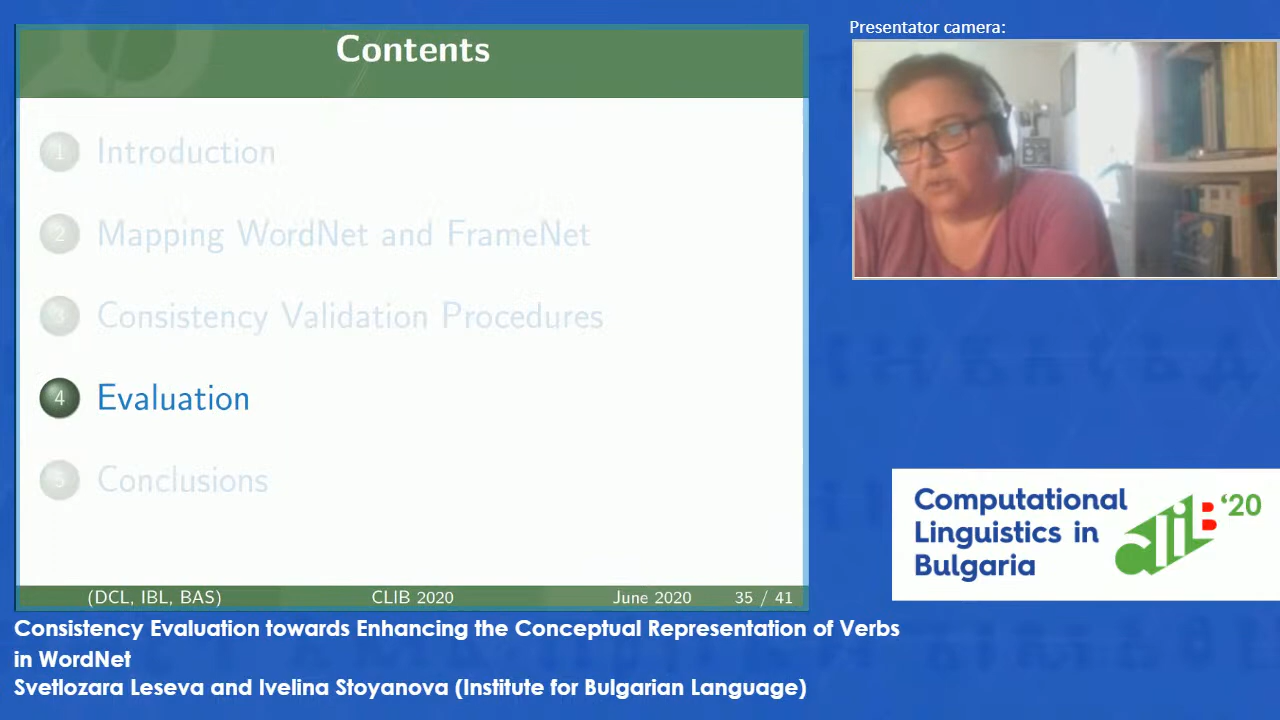 Contents
1 Introduction
2 Mapping WordNet and FrameNet
3 Consistency Validation Procedures
4 Evaluation
5 Conclusions
(DCL, IBL, BAS) CLIB 2020 June 2020 35 / 41
Presentator camera:
Computational
Linguistics in
Bulgaria
CLIB '20
Consistency Evaluation towards Enhancing the Conceptual Representation of Verbs
in WordNet
Svetlozara Leseva and Ivelina Stoyanova (Institute for Bulgarian Language)